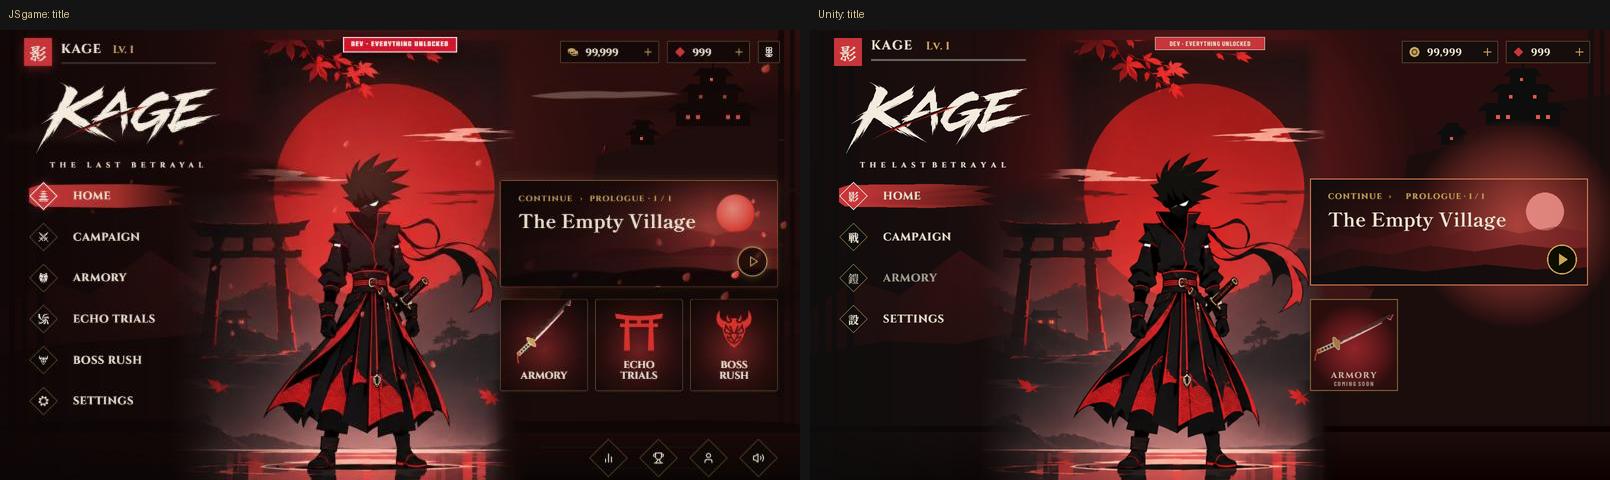 JS game: title
影 KAGE Lv. 1
DEV - EVERYTHING UNLOCKED
99,999 +
999 +
KAGE
THE LAST BETRAYAL
HOME
CAMPAIGN
ARMORY
ECHO TRIALS
BOSS RUSH
SETTINGS
CONTINUE › PROLOGUE · 1 / 1
The Empty Village
ARMORY
ECHO
TRIALS
BOSS
RUSH
Unity: title
影 KAGE Lv. 1
DEV - EVERYTHING UNLOCKED
99,999 +
999 +
KAGE
THE LAST BETRAYAL
影 HOME
戦 CAMPAIGN
鎧 ARMORY
設 SETTINGS
CONTINUE › PROLOGUE · 1 / 1
The Empty Village
ARMORY
COMING SOON